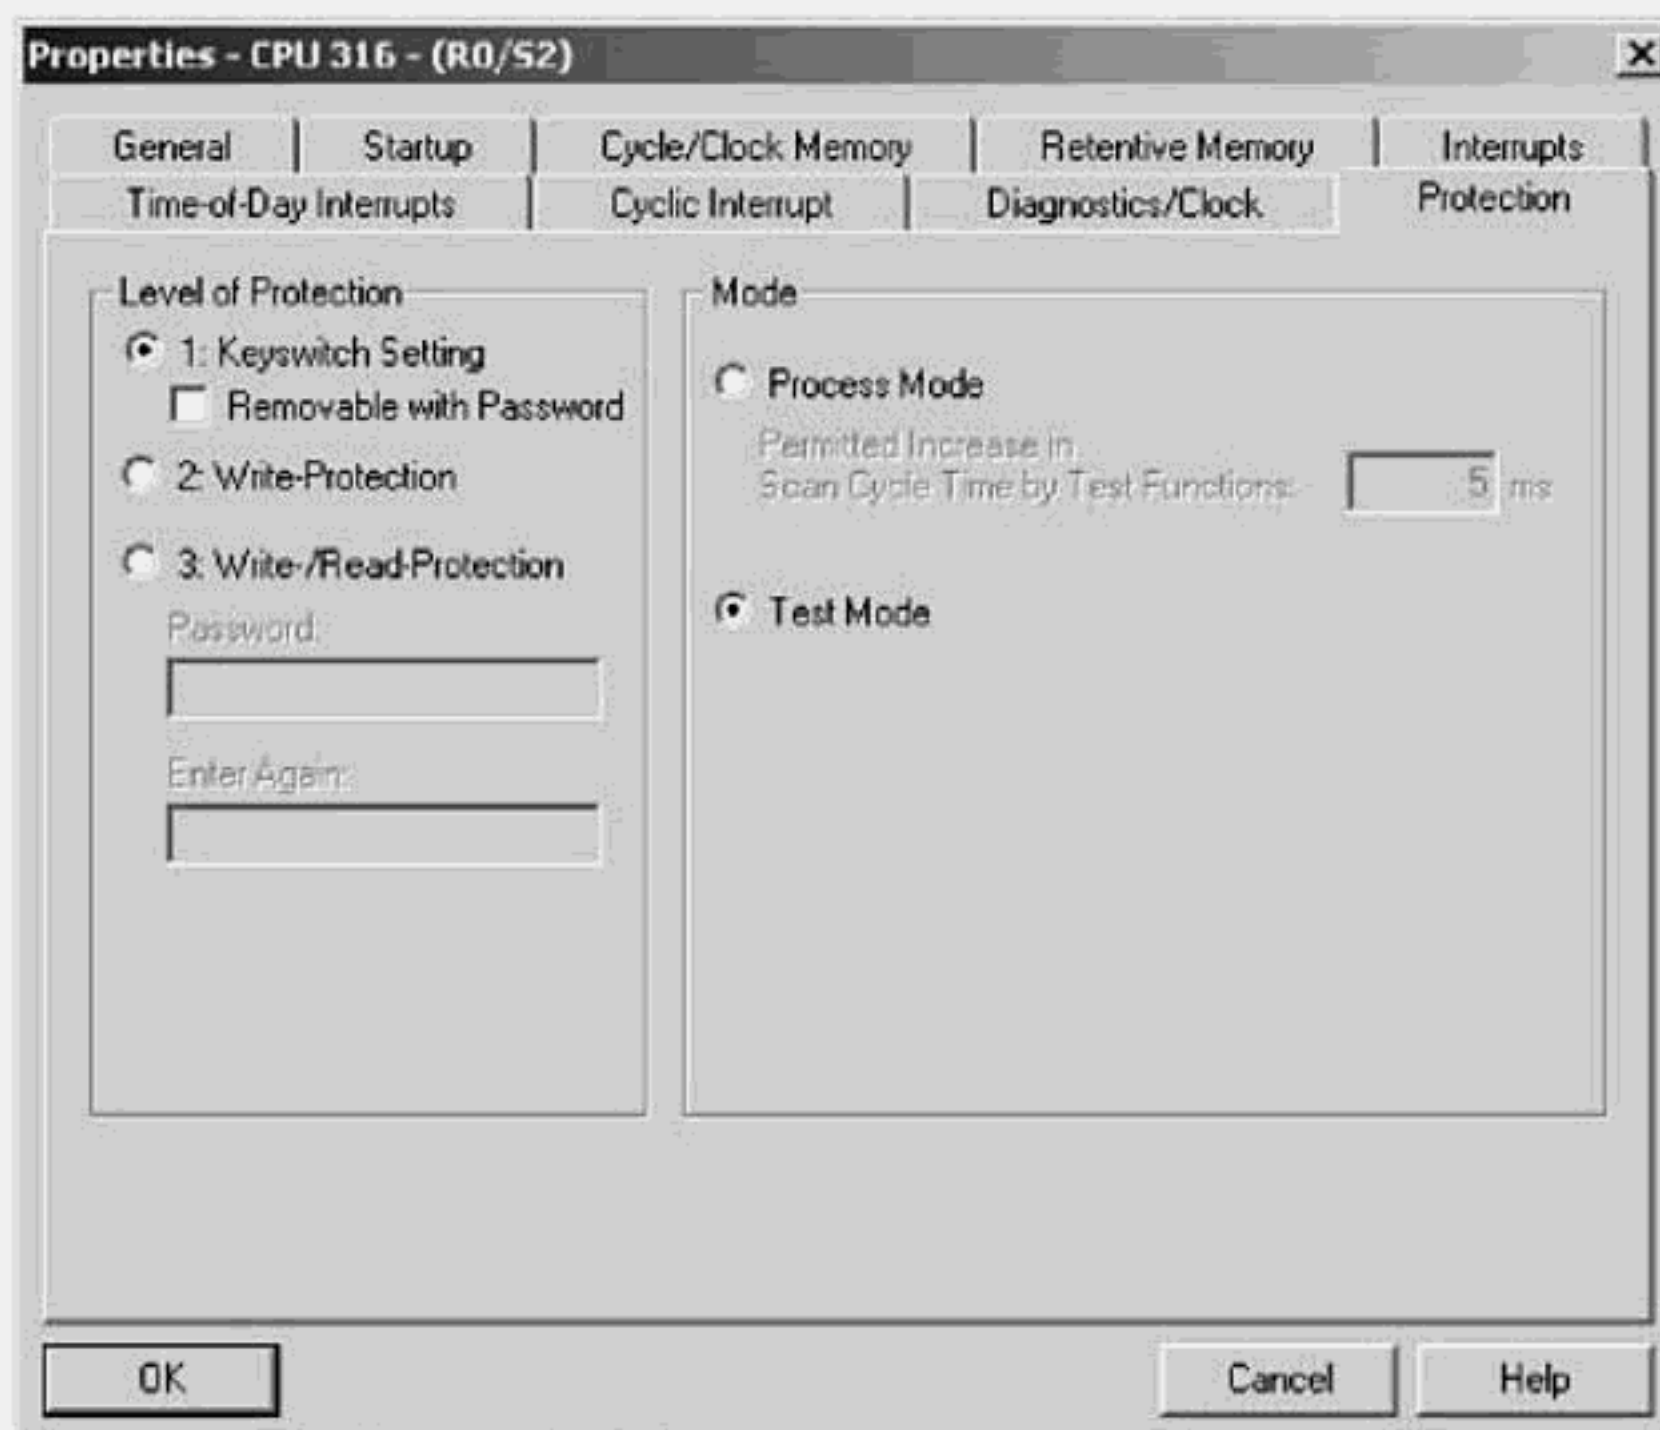 Properties - CPU 316 - (R0/S2)
General Startup Cycle/Clock Memory Retentive Memory Interrupts
Time-of-Day Interrupts Cyclic Interrupt Diagnostics/Clock Protection
Level of Protection
1: Keyswitch Setting
Removable with Password
2: Write-Protection
3: Write-/Read-Protection
Password:
Enter Again:
Mode
Process Mode
Permitted Increase in
Scan Cycle Time by Test Functions: 5 ms
Test Mode
OK Cancel Help